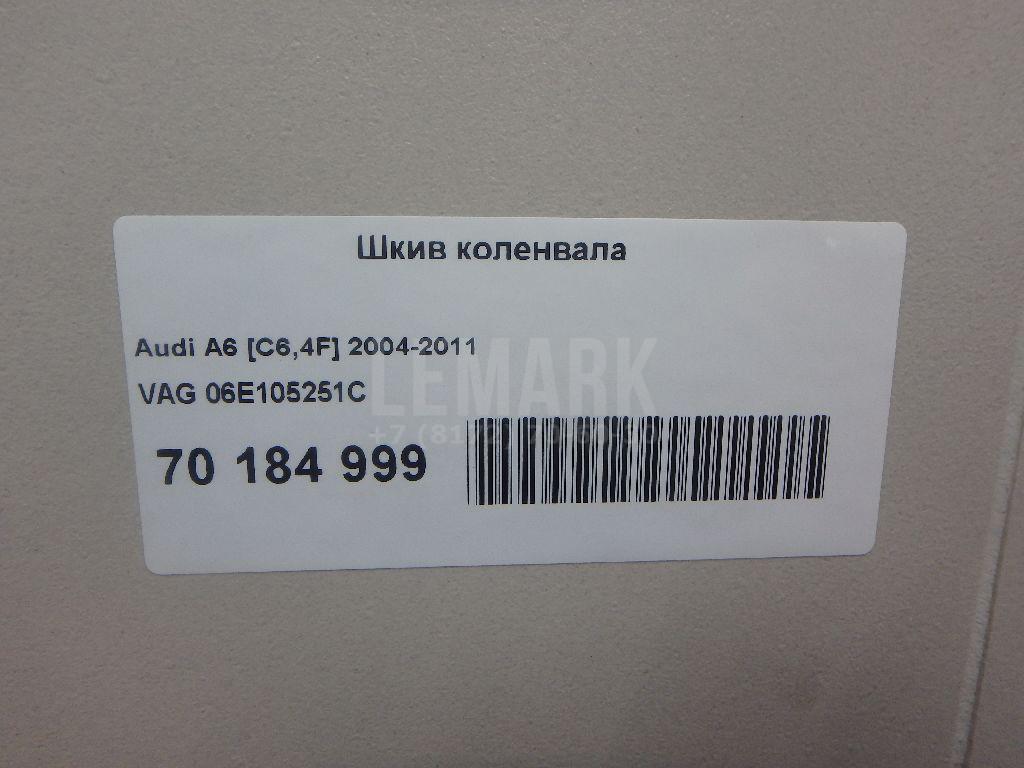 Шкив коленвала
Audi A6 [C6,4F] 2004-2011
LEMARK
VAG 06E105251C
70 184 999